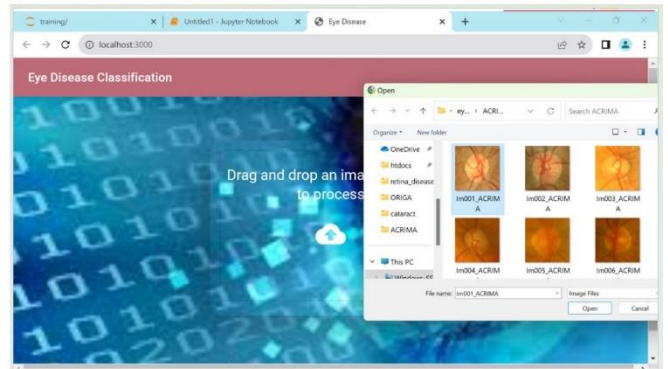 training/
Untitled1 - Jupyter Notebook
Eye Disease
localhost:3000
Eye Disease Classification
Drag and drop an ima
to process
Open
ey... › ACRI...
Search ACRIMA
Organize
New folder
OneDrive
htdocs
retina_disease
ORIGA
cataract
ACRIMA
This PC
Im001_ACRIM
A
Im002_ACRIM
A
Im003_ACRIM
A
Im004_ACRIM
Im005_ACRIM
Im006_ACRIM
File name:
Im001_ACRIMA
Image Files
Open
Cancel